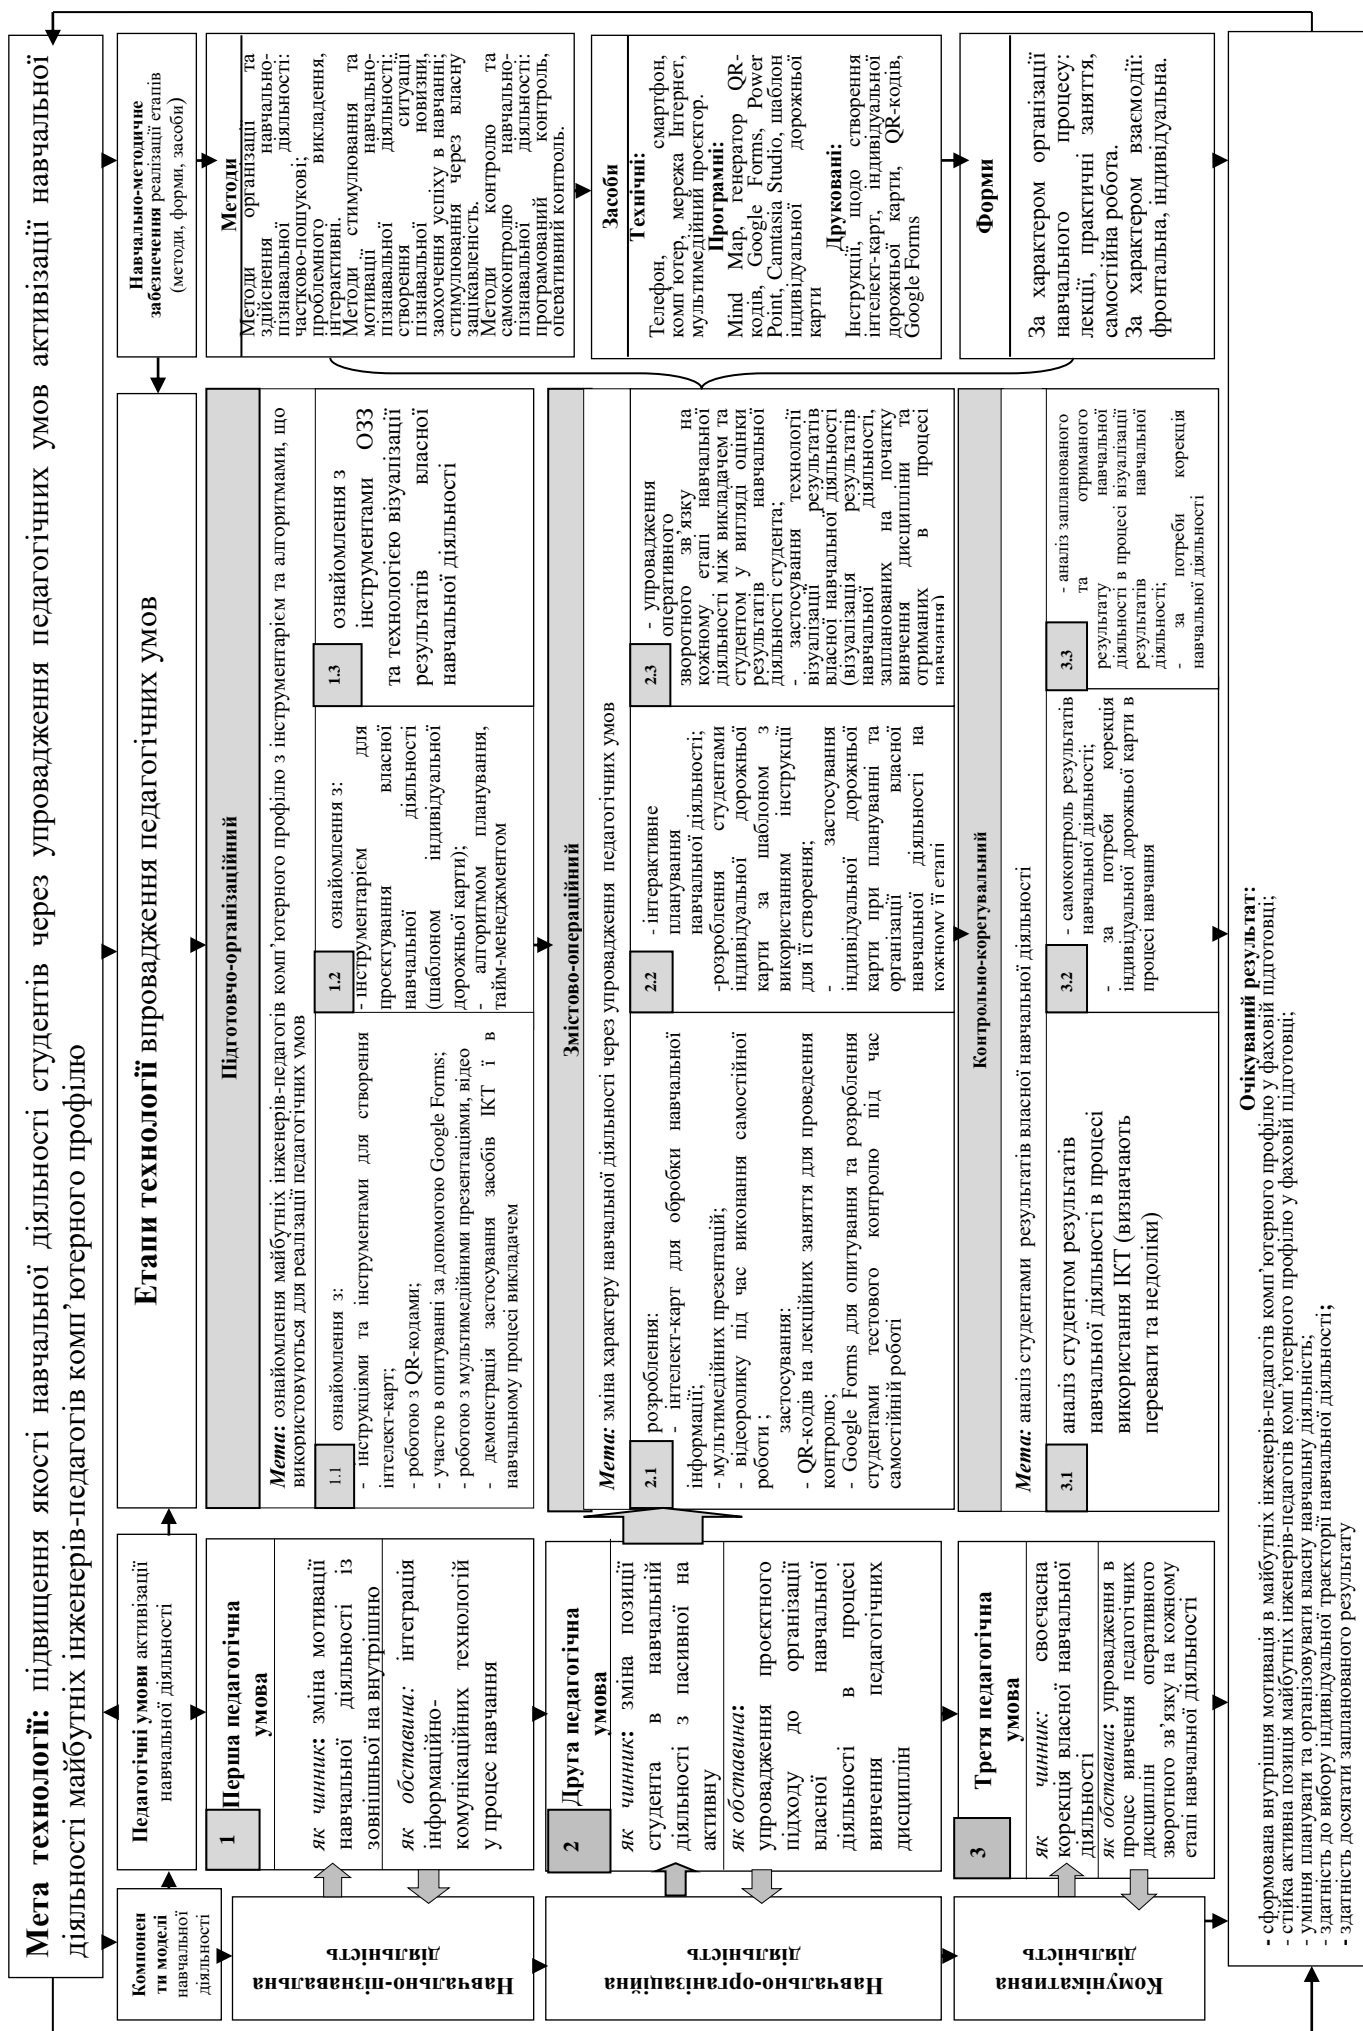 Мета технології: підвищення якості навчальної діяльності студентів через упровадження педагогічних умов активізації навчальної
діяльності майбутніх інженерів-педагогів комп'ютерного профілю
Компонен
ти моделі
навчальної
діяльності
Педагогічні умови активізації
навчальної діяльності
Етапи технології впровадження педагогічних умов
Навчально-методичне
забезпечення реалізації етапів
(методи, форми, засоби)
Навчально-пізнавальна
діяльність
Навчально-організаційна
діяльність
Комунікативна
діяльність
1
Перша педагогічна
умова
як чинник: зміна мотивації
навчальної діяльності із
зовнішньої на внутрішню
як обставина: інтеграція
інформаційно-
комунікаційних технологій
у процес навчання
2
Друга педагогічна
умова
як чинник: зміна позиції
студента в навчальній
діяльності з пасивної на
активну
як обставина:
упровадження проєктного
підходу до організації
власної навчальної
діяльності в процесі
вивчення педагогічних
дисциплін
3
Третя педагогічна
умова
як чинник: своєчасна
корекція власної навчальної
діяльності
як обставина: упровадження в
процес вивчення педагогічних
дисциплін оперативного
зворотного зв'язку на кожному
етапі навчальної діяльності
Підготовчо-організаційний
Мета: ознайомлення майбутніх інженерів-педагогів комп'ютерного профілю з інструментарієм та алгоритмами, що
використовуються для реалізації педагогічних умов
1.1
ознайомлення з:
- інструкціями та інструментами для створення
інтелект-карт;
- роботою з QR-кодами;
- участю в опитуванні за допомогою Google Forms;
- роботою з мультимедійними презентаціями, відео
- демонстрація застосування засобів ІКТ ї в
навчальному процесі викладачем
1.2
ознайомлення з:
- інструментарієм для
проєктування власної
навчальної діяльності
(шаблоном індивідуальної
дорожньої карти);
- алгоритмом планування,
тайм-менеджментом
1.3
ознайомлення з
інструментами ОЗЗ
та технологією візуалізації
результатів власної
навчальної діяльності
Змістово-операційний
Мета: зміна характеру навчальної діяльності через упровадження педагогічних умов
2.1
розроблення:
- інтелект-карт для обробки навчальної
інформації;
- мультимедійних презентацій;
- відеоролику під час виконання самостійної
роботи ;
застосування:
- QR-кодів на лекційних заняття для проведення
контролю;
- Google Forms для опитування та розроблення
студентами тестового контролю під час
самостійній роботі
2.2
- інтерактивне
планування
навчальної діяльності;
-розроблення студентами
індивідуальної дорожньої
карти за шаблоном з
використанням інструкції
для її створення;
- застосування
індивідуальної дорожньої
карти при плануванні та
організації власної
навчальної діяльності на
кожному її етапі
2.3
- упровадження
оперативного
зворотного зв'язку на
кожному етапі навчальної
діяльності між викладачем та
студентом у вигляді оцінки
результатів навчальної
діяльності студента;
- застосування технології
візуалізації результатів
власної навчальної діяльності
(візуалізація результатів
навчальної діяльності,
запланованих на початку
вивчення дисципліни та
отриманих в процесі
навчання)
Контрольно-корегувальний
Мета: аналіз студентами результатів власної навчальної діяльності
3.1
аналіз студентом результатів
навчальної діяльності в процесі
використання ІКТ (визначають
переваги та недоліки)
3.2
- самоконтроль результатів
навчальної діяльності;
- за потреби корекція
індивідуальної дорожньої карти в
процесі навчання
3.3
- аналіз запланованого
та отриманого
результату навчальної
діяльності в процесі візуалізації
результатів навчальної
діяльності;
- за потреби корекція
навчальної діяльності
Методи
Методи організації та
здійснення навчально-
пізнавальної діяльності:
частково-пошукові;
проблемного викладення,
інтерактивні.
Методи стимулювання та
мотивації навчально-
пізнавальної діяльності:
створення ситуації
пізнавальної новизни,
заохочення успіху в навчанні;
стимулювання через власну
зацікавленість.
Методи контролю та
самоконтролю навчально-
пізнавальної діяльності:
програмований контроль,
оперативний контроль.
Засоби
Технічні:
Телефон, смартфон,
комп'ютер, мережа Інтернет,
мультимедійний проєктор.
Програмні:
Mind Map, генератор QR-
кодів, Google Forms, Power
Point, Camtasia Studio, шаблон
індивідуальної дорожньої
карти
Друковані:
Інструкції, щодо створення
інтелект-карт, індивідуальної
дорожньої карти, QR-кодів,
Google Forms
Форми
За характером організації
навчального процесу:
лекції, практичні заняття,
самостійна робота.
За характером взаємодії:
фронтальна, індивідуальна.
Очікуваний результат:
- сформована внутрішня мотивація в майбутніх інженерів-педагогів комп'ютерного профілю у фаховій підготовці;
- стійка активна позиція майбутніх інженерів-педагогів комп'ютерного профілю у фаховій підготовці;
- уміння планувати та організовувати власну навчальну діяльність;
- здатність до вибору індивідуальної траєкторії навчальної діяльності;
- здатність досягати запланованого результату